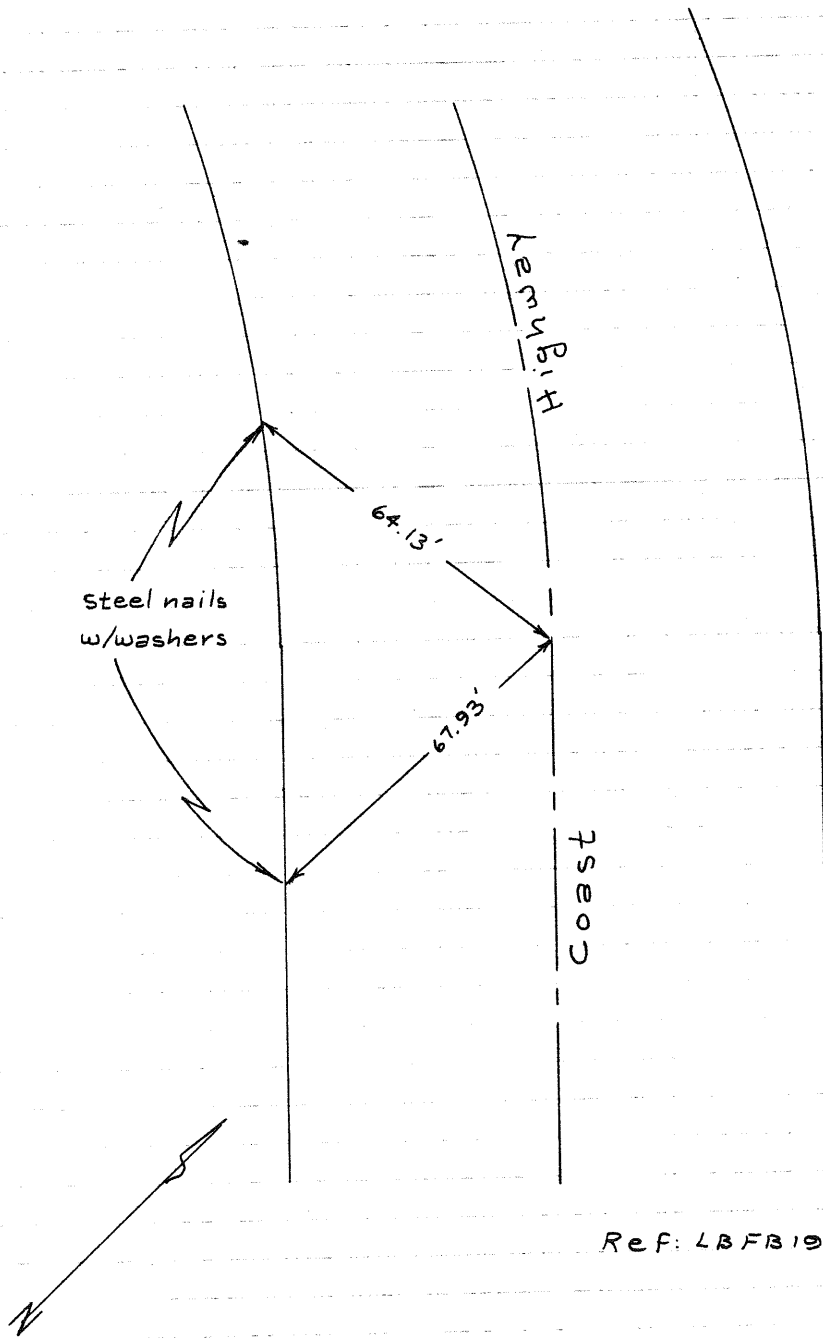 Highway
64.13'
steel nails
w/washers
67.93'
Coast
N
Ref: LBFB19